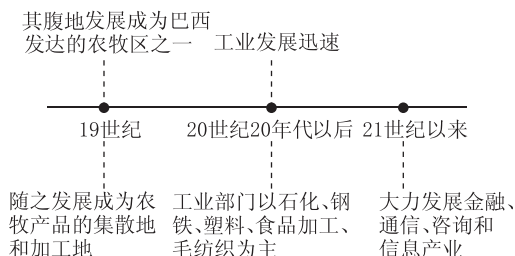 其腹地发展成为巴西
发达的农牧区之一
工业发展迅速
19世纪
20世纪20年代以后
21世纪以来
随之发展成为农
牧产品的集散地
和加工地
工业部门以石化、钢
铁、塑料、食品加工、
毛纺织为主
大力发展金融、
通信、咨询和
信息产业